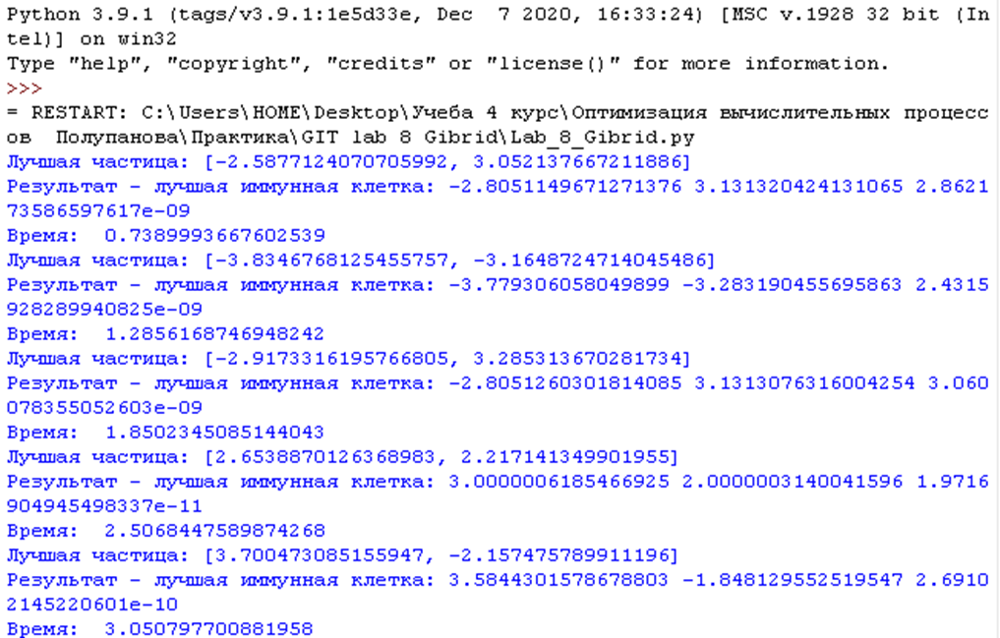 Python 3.9.1 (tags/v3.9.1:1e5d33e, Dec  7 2020, 16:33:24) [MSC v.1928 32 bit (In
tel)] on win32
Type "help", "copyright", "credits" or "license()" for more information.
>>>
= RESTART: C:\Users\HOME\Desktop\Учеба 4 курс\Оптимизация вычислительных процесс
ов  Полупанова\Практика\GIT lab 8 Gibrid\Lab_8_Gibrid.py
Лучшая частица: [-2.5877124070705992, 3.052137667211886]
Результат - лучшая иммунная клетка: -2.8051149671271376 3.131320424131065 2.8621
73586597617e-09
Время:  0.73899936676025​39
Лучшая частица: [-3.8346768125455757, -3.1648724714045486]
Результат - лучшая иммунная клетка: -3.779306058049899 -3.283190455695863 2.4315
928289940825e-09
Время:  1.2856168746948242
Лучшая частица: [-2.9173316195766805, 3.285313670281734]
Результат - лучшая иммунная клетка: -2.8051260301814085 3.1313076316004254 3.060
078355052603e-09
Время:  1.8502345085144043
Лучшая частица: [2.6538870126368983, 2.217141349901955]
Результат - лучшая иммунная клетка: 3.0000006185466925 2.0000003140041596 1.9716
904945498337e-11
Время:  2.5068447589874268
Лучшая частица: [3.700473085155947, -2.157475789911196]
Результат - лучшая иммунная клетка: 3.5844301578678803 -1.848129552519547 2.6910
2145220601e-10
Время:  3.050797700881958